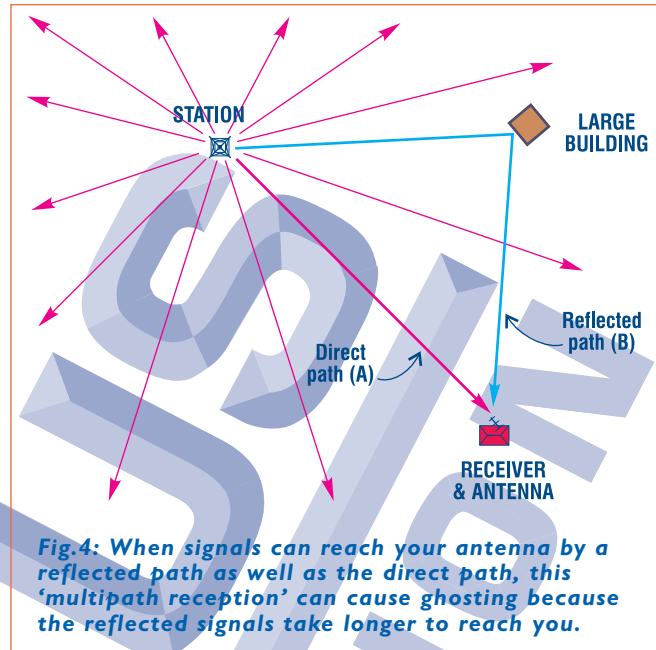 STATION
LARGE
BUILDING
Direct
path (A)
Reflected
path (B)
RECEIVER
& ANTENNA
Fig.4: When signals can reach your antenna by a
reflected path as well as the direct path, this
‘multipath reception’ can cause ghosting because
the reflected signals take longer to reach you.